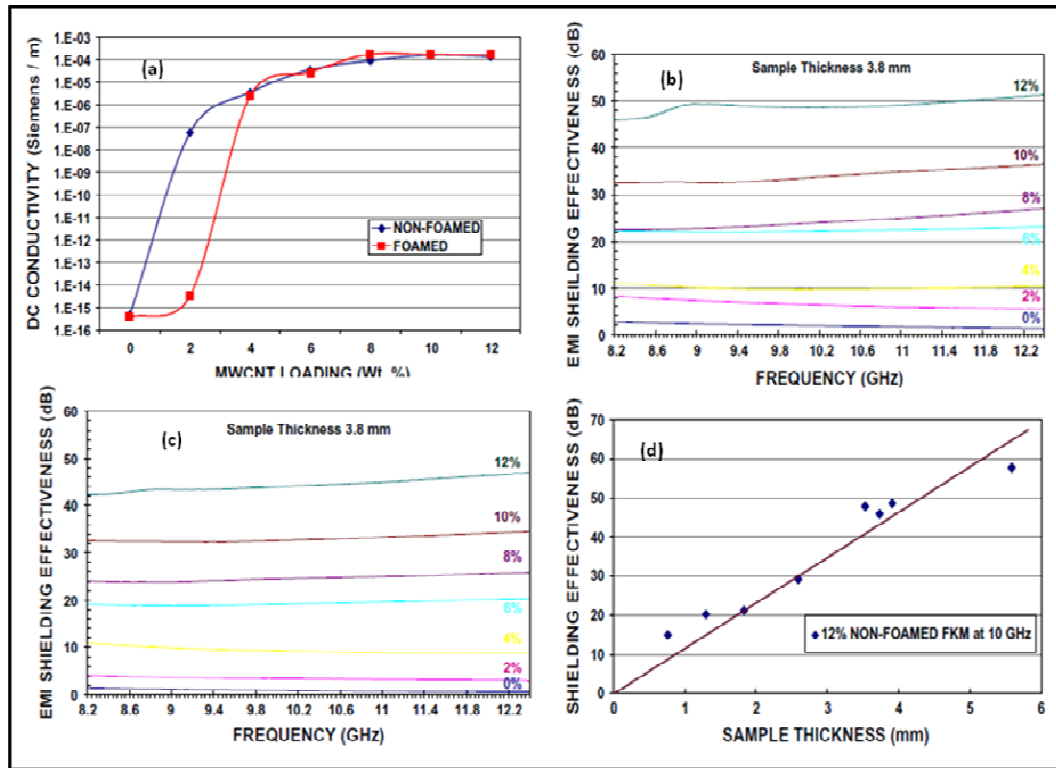 (a)
DC CONDUCTIVITY (Siemens / m)
1.E-03
1.E-04
1.E-05
1.E-06
1.E-07
1.E-08
1.E-09
1.E-10
1.E-11
1.E-12
1.E-13
1.E-14
1.E-15
1.E-16
NON-FOAMED
FOAMED
0 2 4 6 8 10 12
MWCNT LOADING (Wt. %)
(b)
EMI SHEILDING EFFECTIVENESS (dB)
Sample Thickness 3.8 mm
60
50
40
30
20
10
0
12%
10%
8%
6%
4%
2%
0%
8.2 8.6 9 9.4 9.8 10.2 10.6 11 11.4 11.8 12.2
FREQUENCY (GHz)
(c)
EMI SHIELDING EFFECTIVENESS (dB)
Sample Thickness 3.8 mm
60
50
40
30
20
10
0
12%
10%
8%
6%
4%
2%
0%
8.2 8.6 9 9.4 9.8 10.2 10.6 11 11.4 11.8 12.2
FREQUENCY (GHz)
(d)
SHIELDING EFFECTIVENESS (dB)
70
60
50
40
30
20
10
0
12% NON-FOAMED FKM at 10 GHz
0 1 2 3 4 5 6
SAMPLE THICKNESS (mm)